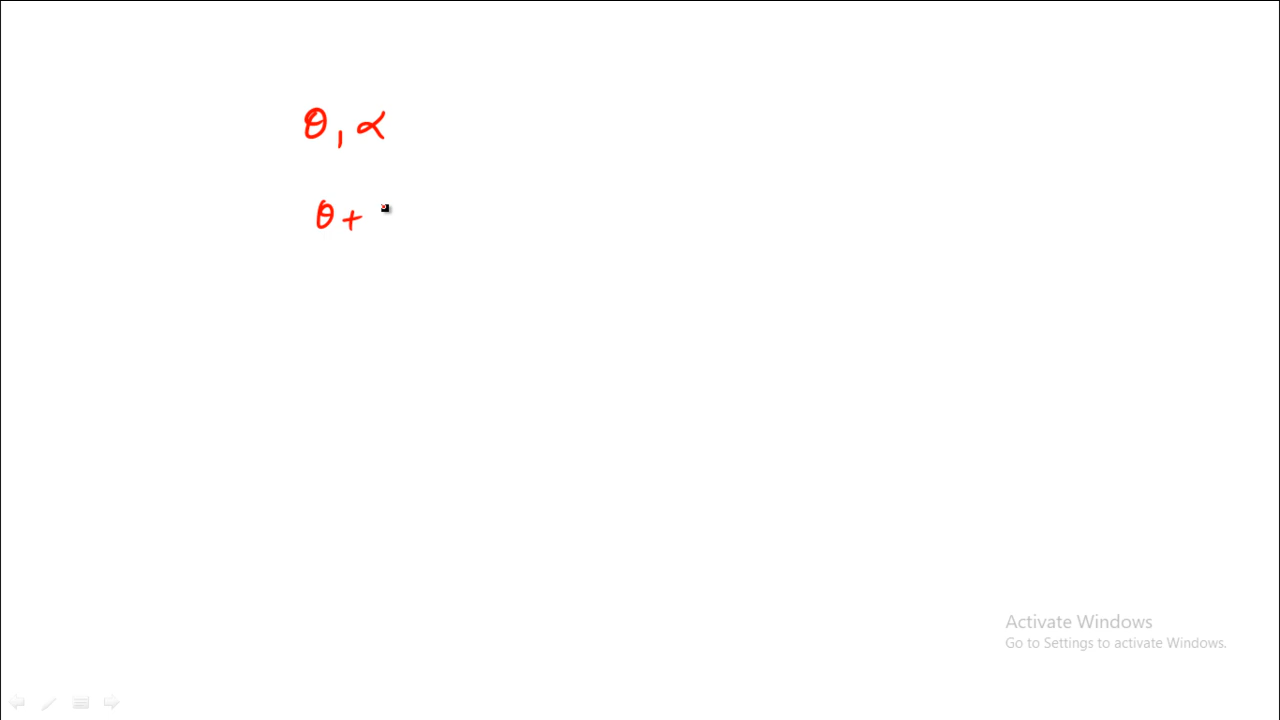 θ, α
θ +
Activate Windows
Go to Settings to activate Windows.